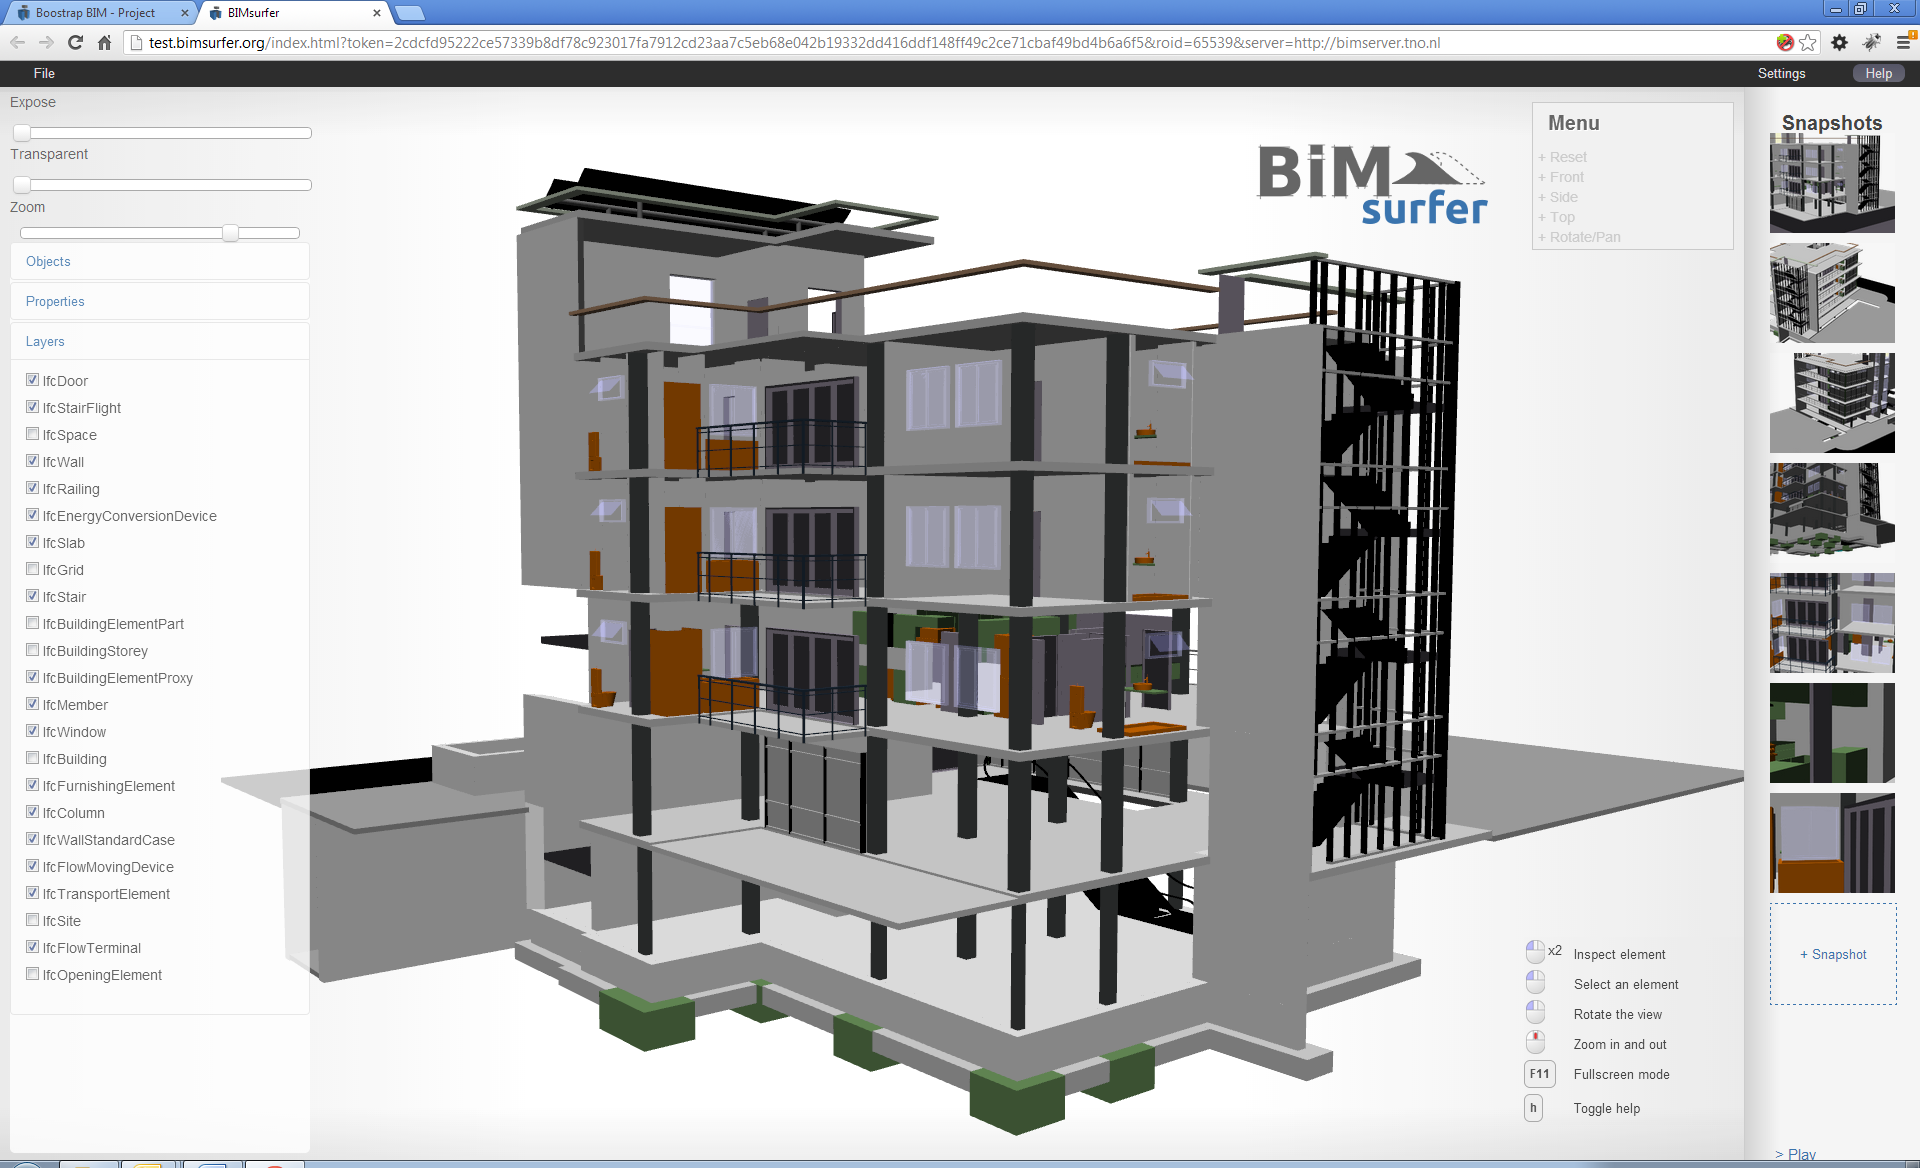 Boostrap BIM - Project
BIMsurfer
test.bimsurfer.org/index.html?token=2cdcfd95222ce57339b8df78c923017fa7912cd23aa7c5eb68e042b19332dd416ddf148ff49c2ce71cbaf49bd4b6a6f5&roid=65539&server=http://bimserver.tno.nl
File
Settings
Help
Expose
Transparent
Zoom
Objects
Properties
Layers
IfcDoor
IfcStairFlight
IfcSpace
IfcWall
IfcRailing
IfcEnergyConversionDevice
IfcSlab
IfcGrid
IfcStair
IfcBuildingElementPart
IfcBuildingStorey
IfcBuildingElementProxy
IfcMember
IfcWindow
IfcBuilding
IfcFurnishingElement
IfcColumn
IfcWallStandardCase
IfcFlowMovingDevice
IfcTransportElement
IfcSite
IfcFlowTerminal
IfcOpeningElement
BiM
surfer
Menu
+ Reset
+ Front
+ Side
+ Top
+ Rotate/Pan
x2 Inspect element
Select an element
Rotate the view
Zoom in and out
F11 Fullscreen mode
h Toggle help
Snapshots
+ Snapshot
> Play